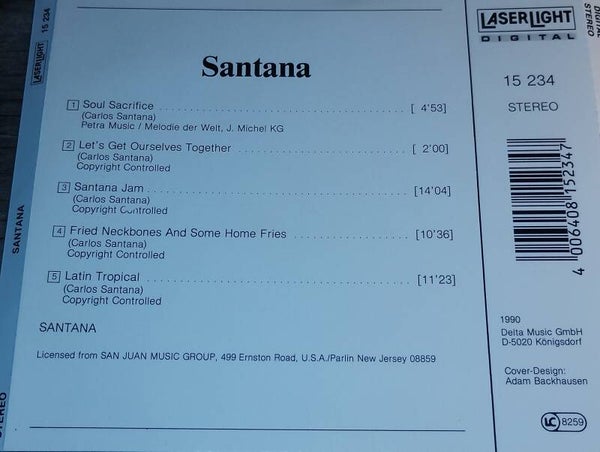 LASERLIGHT
15 234
SANTANA
STEREO
Santana
1 Soul Sacrifice [ 4'53]
(Carlos Santana)
Petra Music / Melodie der Welt, J. Michel KG
2 Let's Get Ourselves Together [ 2'00]
(Carlos Santana)
Copyright Controlled
3 Santana Jam [14'04]
(Carlos Santana)
Copyright Controlled
4 Fried Neckbones And Some Home Fries [10'36]
(Carlos Santana)
Copyright Controlled
5 Latin Tropical [11'23]
(Carlos Santana)
Copyright Controlled
SANTANA
Licensed from SAN JUAN MUSIC GROUP, 499 Ernston Road, U.S.A./Parlin New Jersey 08859
LASERLIGHT
DIGITAL
15 234
STEREO
4 006408 152347
1990
Delta Music GmbH
D-5020 Königsdorf
Cover-Design:
Adam Backhausen
LC 8259
STEREO